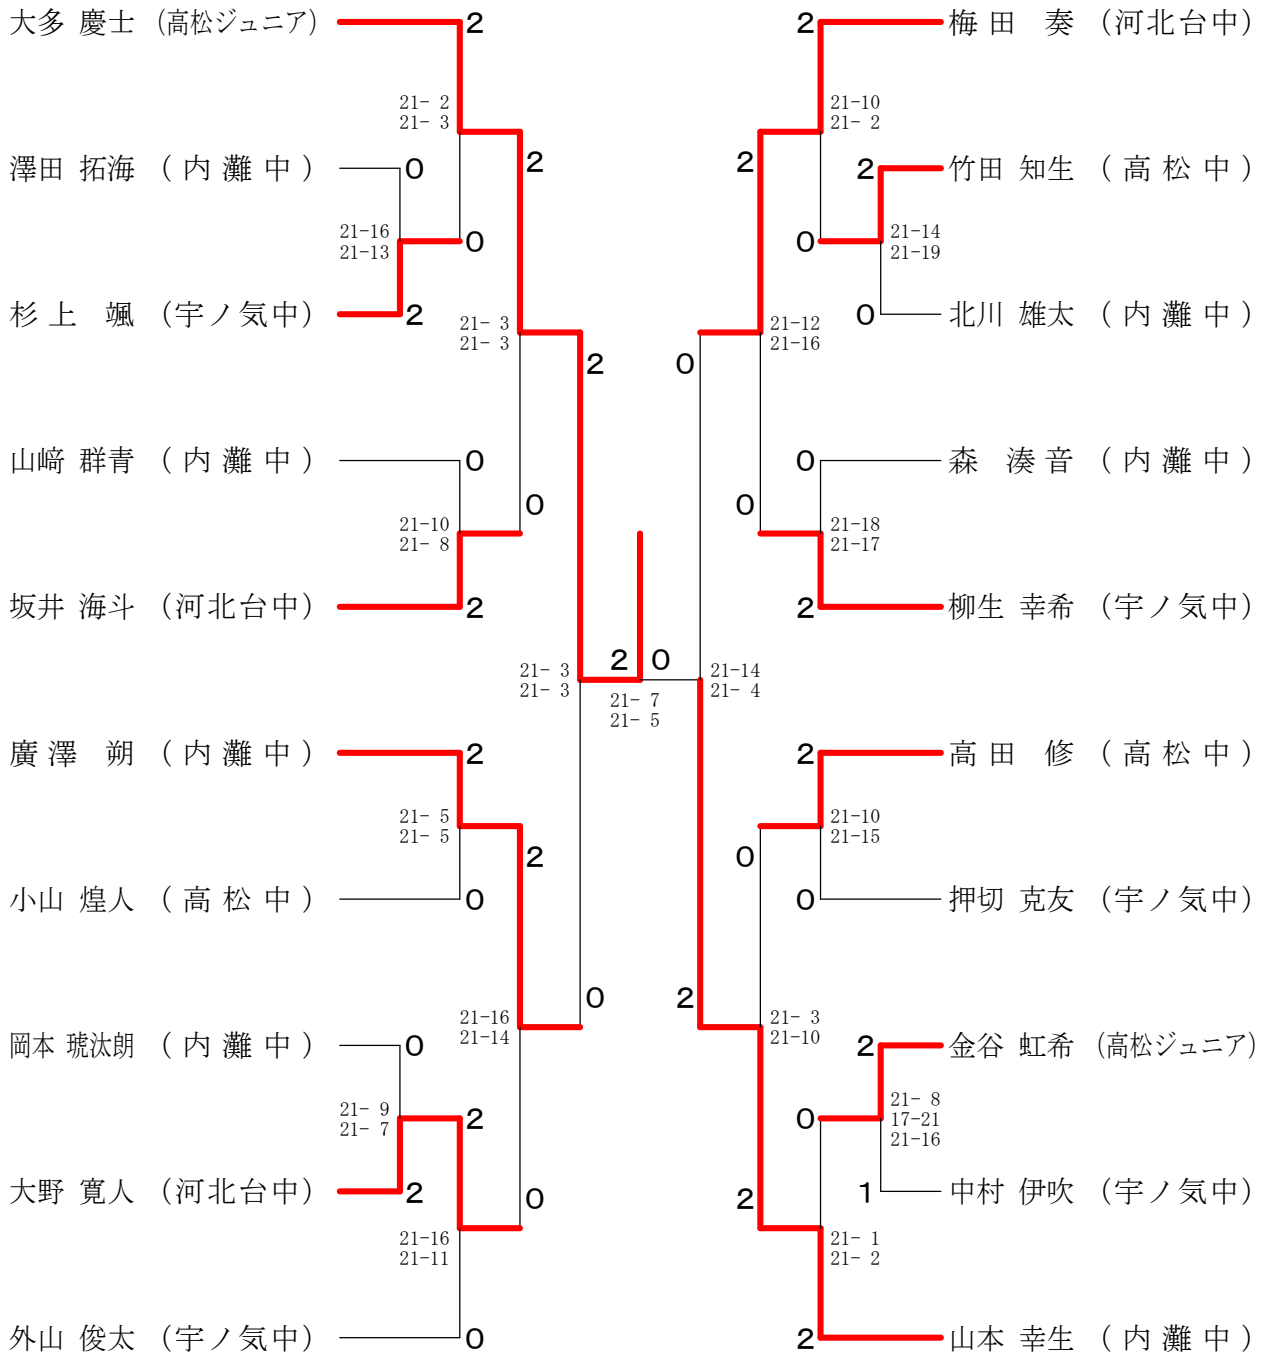 大多 慶士 (高松ジュニア) 2
2 梅田 奏 (河北台中)
21- 2
21- 3
21-10
21- 2
澤田 拓海 (内灘中) 0
2
2
2 竹田 知生 (高松中)
21-16
21-13
0
0
21-14
21-19
杉上 颯 (宇ノ気中) 2
0 北川 雄太 (内灘中)
21- 3
21- 3
21-12
21-16
2
0
山﨑 群青 (内灘中) 0
0 森 湊音 (内灘中)
0
0
21-10
21- 8
21-18
21-17
坂井 海斗 (河北台中) 2
2 柳生 幸希 (宇ノ気中)
21- 3
21- 3
2 0
21- 7
21- 5
21-14
21- 4
廣澤 朔 (内灘中) 2
2 高田 修 (高松中)
21- 5
21- 5
21-10
21-15
2
0
小山 煌人 (高松中) 0
0 押切 克友 (宇ノ気中)
0
2
21-16
21-14
21- 3
21-10
岡本 琥汰朗 (内灘中) 0
2 金谷 虹希 (高松ジュニア)
21- 9
21- 7
2
0
21- 8
17-21
21-16
大野 寛人 (河北台中) 2
0
2
1 中村 伊吹 (宇ノ気中)
21-16
21-11
21- 1
21- 2
外山 俊太 (宇ノ気中) 0
2 山本 幸生 (内灘中)